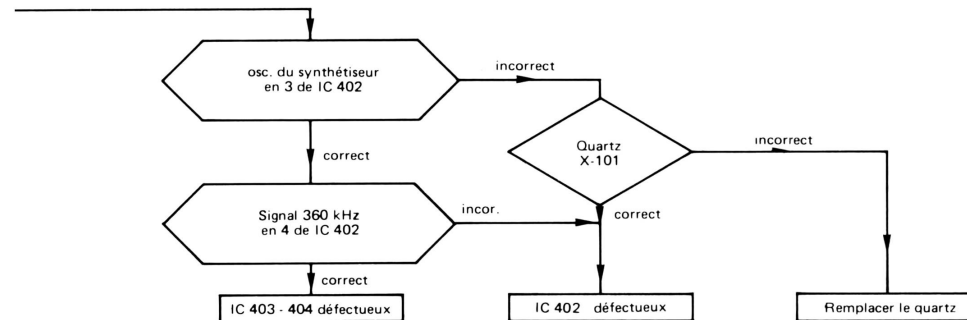 osc. du synthétiseur
en 3 de IC 402
incorrect
Quartz
X-101
incorrect
correct
Signal 360 kHz
en 4 de IC 402
incor.
correct
correct
IC 403 - 404 défectueux
IC 402 défectueux
Remplacer le quartz